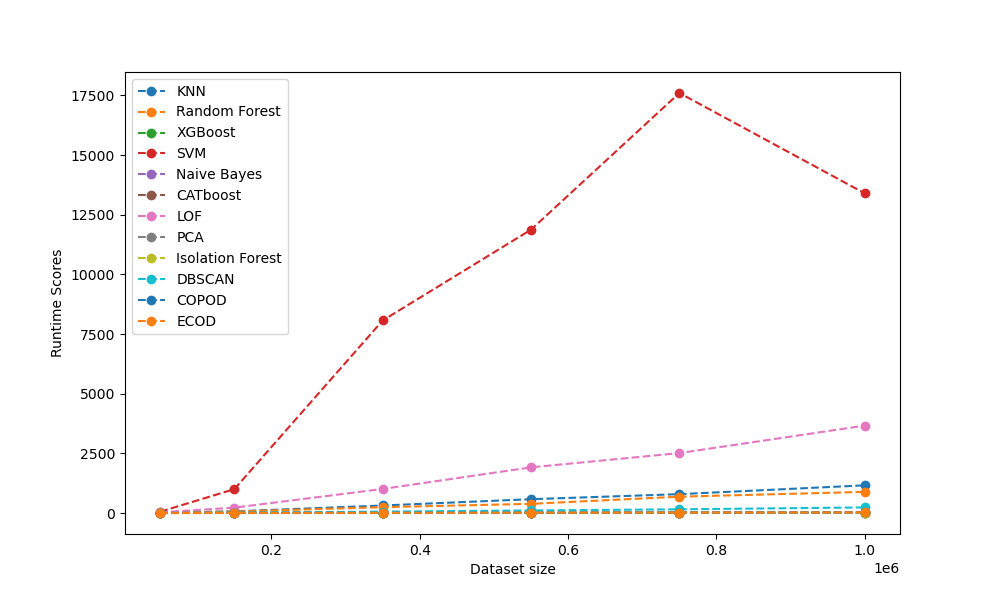 17500
15000
12500
10000
7500
5000
2500
0
Runtime Scores
KNN
Random Forest
XGBoost
SVM
Naive Bayes
CATboost
LOF
PCA
Isolation Forest
DBSCAN
COPOD
ECOD
0.2 0.4 0.6 0.8 1.0
1e6
Dataset size